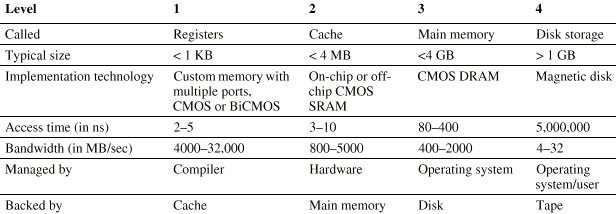 Level 1 2 3 4
Called Registers Cache Main memory Disk storage
Typical size < 1 KB < 4 MB <4 GB > 1 GB
Implementation technology Custom memory with On-chip or off- CMOS DRAM Magnetic disk
multiple ports, chip CMOS
CMOS or BiCMOS SRAM
Access time (in ns) 2–5 3–10 80–400 5,000,000
Bandwidth (in MB/sec) 4000–32,000 800–5000 400–2000 4–32
Managed by Compiler Hardware Operating system Operating
system/user
Backed by Cache Main memory Disk Tape